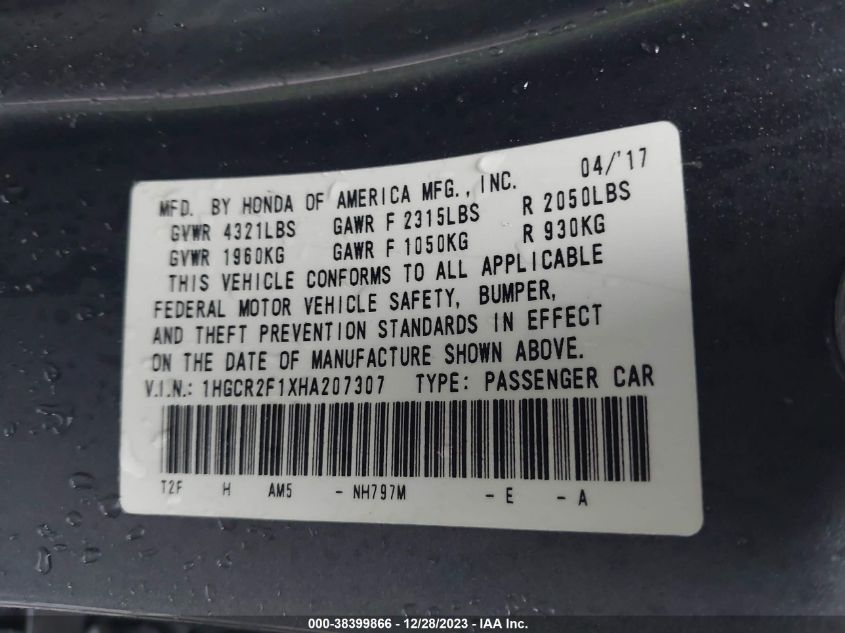 MFD. BY HONDA OF AMERICA MFG., INC. 04/'17
GVWR 4321LBS GAWR F 2315LBS R 2050LBS
GVWR 1960KG GAWR F 1050KG R 930KG
THIS VEHICLE CONFORMS TO ALL APPLICABLE
FEDERAL MOTOR VEHICLE SAFETY, BUMPER,
AND THEFT PREVENTION STANDARDS IN EFFECT
ON THE DATE OF MANUFACTURE SHOWN ABOVE.
V.I.N.: 1HGCR2F1XHA207307 TYPE: PASSENGER CAR
T2F H AM5 - NH797M - E - A
000-38399866 - 12/28/2023 - IAA Inc.